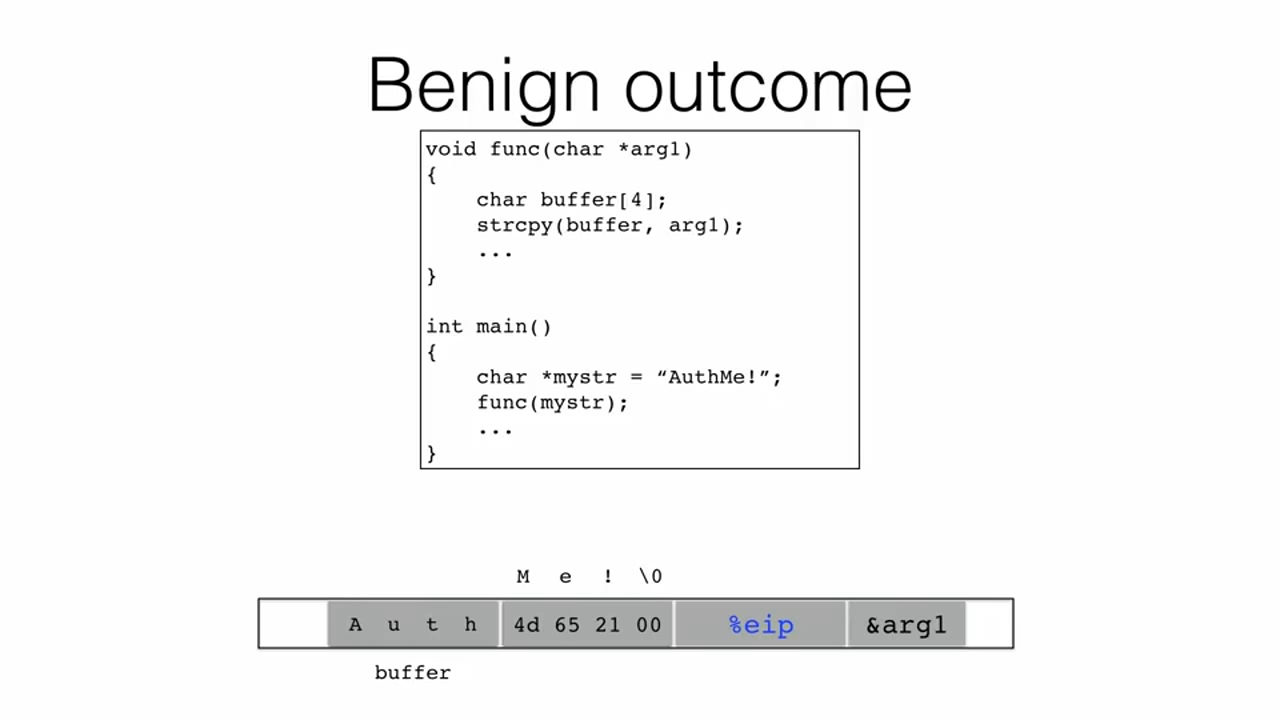 Benign outcome
void func(char *arg1)
{
    char buffer[4];
    strcpy(buffer, arg1);
    ...
}
int main()
{
    char *mystr = “AuthMe!”;
    func(mystr);
    ...
}
M e ! \0
A u t h 4d 65 21 00 %eip &arg1
buffer